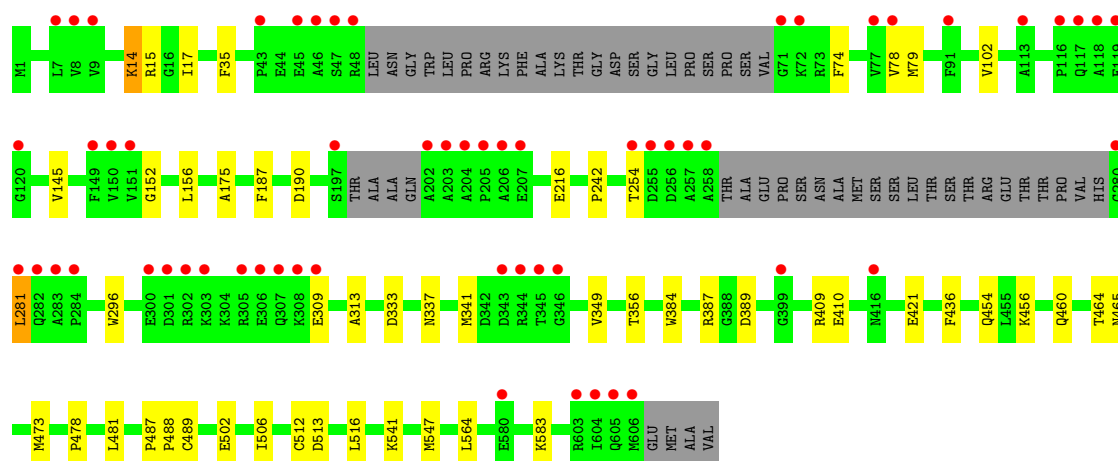 M1 L7 V8 V9 K14 R15 G16 I17 F35 P43 E44 E45 A46 S47 R48 LEU ASN GLY TRP LEU PRO ARG LYS PHE ALA LYS THR GLY ASP SER GLY LEU PRO SER PRO SER VAL G71 K72 R73 F74 V77 V78 M79 F91 V102 A113 P116 Q117 A118 E119
G120 V145 F149 V150 V151 G152 L156 A175 F187 D190 S197 THR ALA ALA GLN A202 A203 A204 P205 A206 E207 E216 P242 T254 D255 D256 A257 A258 THR ALA GLU PRO SER ASN ALA MET SER SER LEU THR SER THR ARG GLU THR THR PRO VAL HIS G280
L281 Q282 A283 P284 W296 E300 D301 R302 K303 K304 R305 E306 Q307 K308 E309 A313 D333 N337 M341 D342 D343 R344 T345 G346 V349 T356 W384 R387 G388 D389 G399 R409 E410 N416 E421 F436 Q454 L455 K456 Q460 T464 N465
M473 P478 L481 P487 P488 C489 E502 I506 C512 D513 L516 K541 M547 L564 E580 K583 R603 I604 Q605 M606 GLU MET ALA VAL